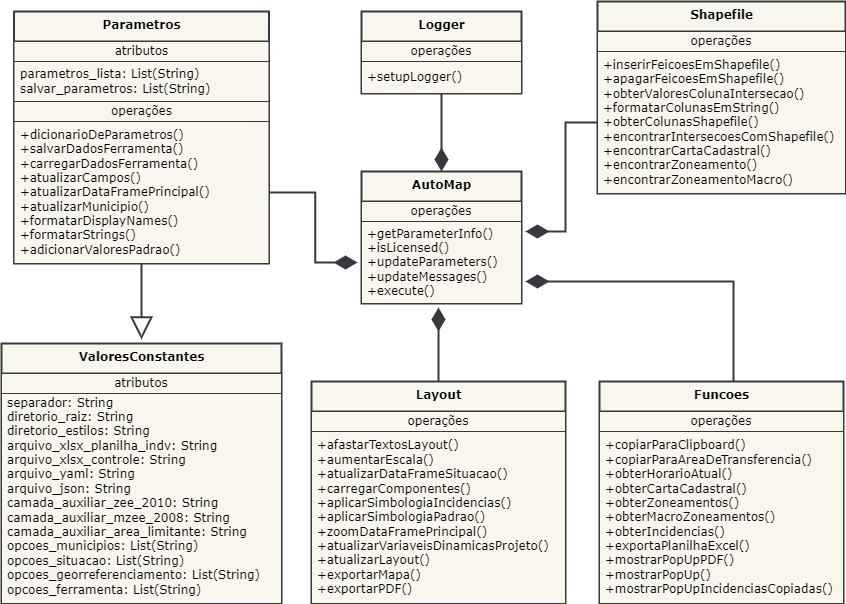 Parametros
atributos
parametros_lista: List(String)
salvar_parametros: List(String)
operações
+dicionarioDeParametros()
+salvarDadosFerramenta()
+carregarDadosFerramenta()
+atualizarCampos()
+atualizarDataFramePrincipal()
+atualizarMunicipio()
+formatarDisplayNames()
+formatarStrings()
+adicionarValoresPadrao()
Logger
operações
+setupLogger()
Shapefile
operações
+inserirFeicoesEmShapefile()
+apagarFeicoesEmShapefile()
+obterValoresColunaIntersecao()
+formatarColunasEmString()
+obterColunasShapefile()
+encontrarIntersecoesComShapefile()
+encontrarCartaCadastral()
+encontrarZoneamento()
+encontrarZoneamentoMacro()
AutoMap
operações
+getParameterInfo()
+isLicensed()
+updateParameters()
+updateMessages()
+execute()
ValoresConstantes
atributos
separador: String
diretorio_raiz: String
diretorio_estilos: String
arquivo_xlsx_planilha_indv: String
arquivo_xlsx_controle: String
arquivo_yaml: String
arquivo_json: String
camada_auxiliar_zee_2010: String
camada_auxiliar_mzee_2008: String
camada_auxiliar_area_limitante: String
opcoes_municipios: List(String)
opcoes_situacao: List(String)
opcoes_georreferenciamento: List(String)
opcoes_ferramenta: List(String)
Layout
operações
+afastarTextosLayout()
+aumentarEscala()
+atualizarDataFrameSituacao()
+carregarComponentes()
+aplicarSimbologiaIncidencias()
+aplicarSimbologiaPadrao()
+zoomDataFramePrincipal()
+atualizarVariaveisDinamicasProjeto()
+atualizarLayout()
+exportarMapa()
+exportarPDF()
Funcoes
operações
+copiarParaClipboard()
+copiarParaAreaDeTransferencia()
+obterHorarioAtual()
+obterCartaCadastral()
+obterZoneamentos()
+obterMacroZoneamentos()
+obterIncidencias()
+exportaPlanilhaExcel()
+mostrarPopUpPDF()
+mostrarPopUp()
+mostrarPopUpIncidenciasCopiadas()